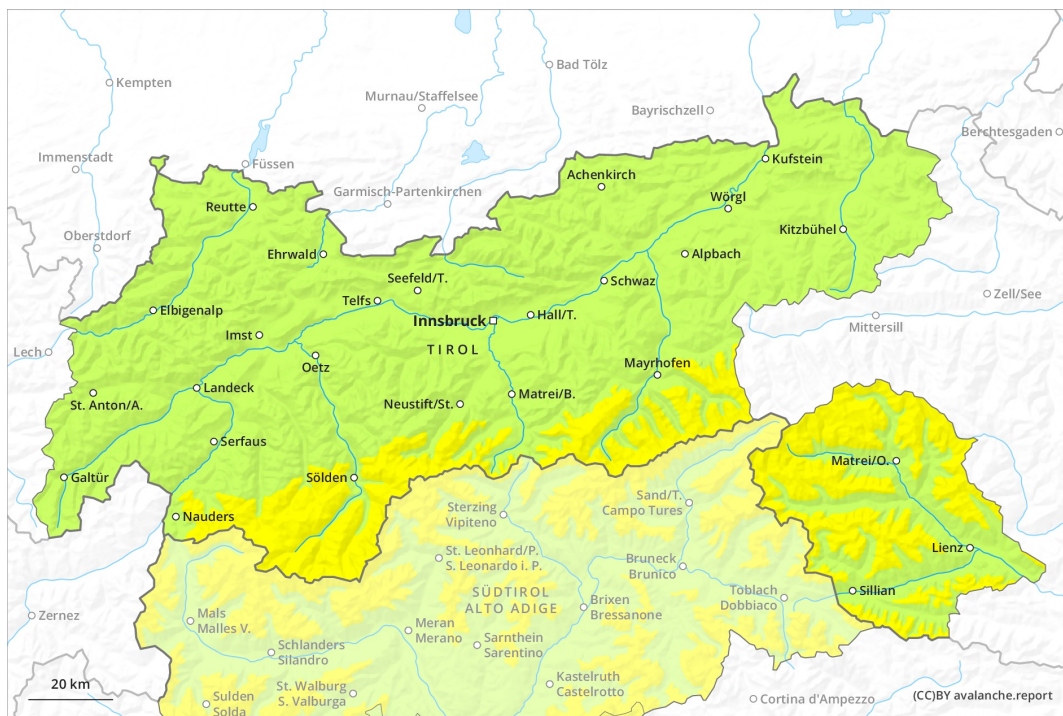 Kempten
Bad Tölz
Murnau/Staffelsee
Bayrischzell
Berchtesgaden
Immenstadt
Füssen
Kufstein
Achenkirch
Garmisch-Partenkirchen
Reutte
Wörgl
Oberstdorf
Kitzbühel
Ehrwald
Alpbach
Seefeld/T.
Schwaz
Zell/See
Telfs
Elbigenalp
Hall/T.
Innsbruck
Mittersill
Imst
TIROL
Lech
Oetz
Mayrhofen
Landeck
St. Anton/A.
Neustift/St.
Matrei/B.
Serfaus
Matrei/O.
Galtür
Sölden
Sand/T.
Campo Tures
Sterzing
Vipiteno
Nauders
Lienz
St. Leonhard/P.
S. Leonardo i. P.
Bruneck
Brunico
Toblach
Dobbiaco
Sillian
SÜDTIROL
ALTO ADIGE
Brixen
Bressanone
Zernez
Mals
Malles V.
Meran
Merano
Sarnthein
Sarentino
Schlanders
Silandro
Kastelruth
Castelrotto
St. Walburg
S. Valburga
20 km
Sulden
Solda
Cortina d'Ampezzo
(CC)BY avalanche.report